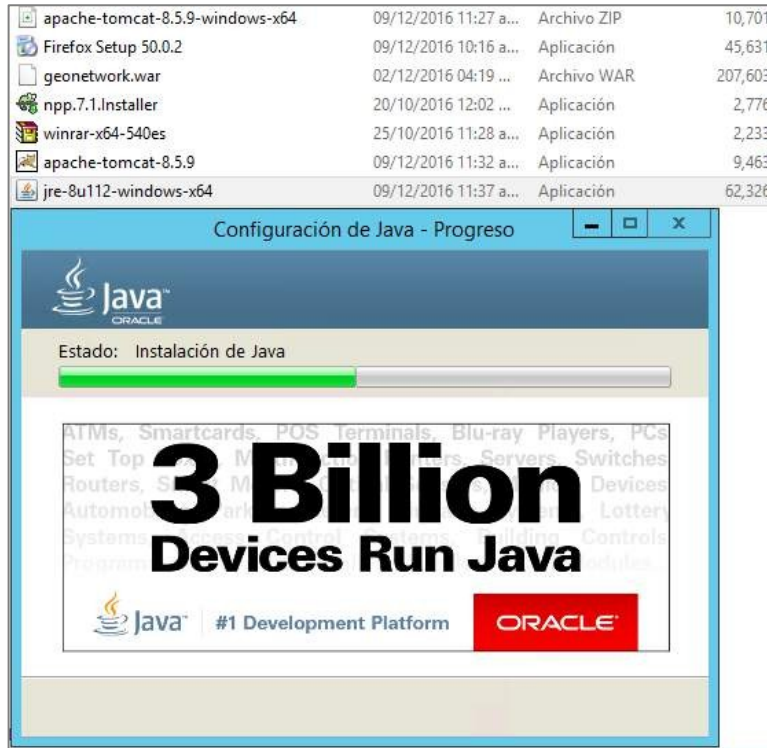 apache-tomcat-8.5.9-windows-x64 09/12/2016 11:27 a... Archivo ZIP 10,701
Firefox Setup 50.0.2 09/12/2016 10:16 a... Aplicación 45,631
geonetwork.war 02/12/2016 04:19 ... Archivo WAR 207,603
npp.7.1.Installer 20/10/2016 12:02 ... Aplicación 2,776
winrar-x64-540es 25/10/2016 11:28 a... Aplicación 2,233
apache-tomcat-8.5.9 09/12/2016 11:32 a... Aplicación 9,463
jre-8u112-windows-x64 09/12/2016 11:37 a... Aplicación 62,326
Configuración de Java - Progreso
Java™
ORACLE
Estado: Instalación de Java
ATMs, Smartcards, POS Terminals, Blu-ray Players, PCs
Set Top Servers, Switches
Routers, Devices
Lottery
Systems, Access Control Systems, Building Controls
3 Billion
Devices Run Java
Java™ #1 Development Platform ORACLE